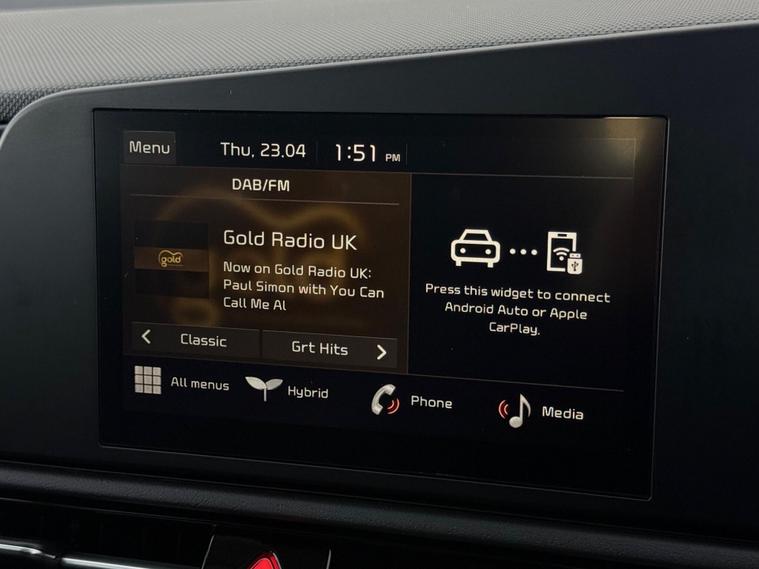 Menu
Thu, 23.04
1:51 PM
DAB/FM
gold
Gold Radio UK
Now on Gold Radio UK:
Paul Simon with You Can
Call Me Al
Classic
Grt Hits
Press this widget to connect
Android Auto or Apple
CarPlay.
All menus
Hybrid
Phone
Media